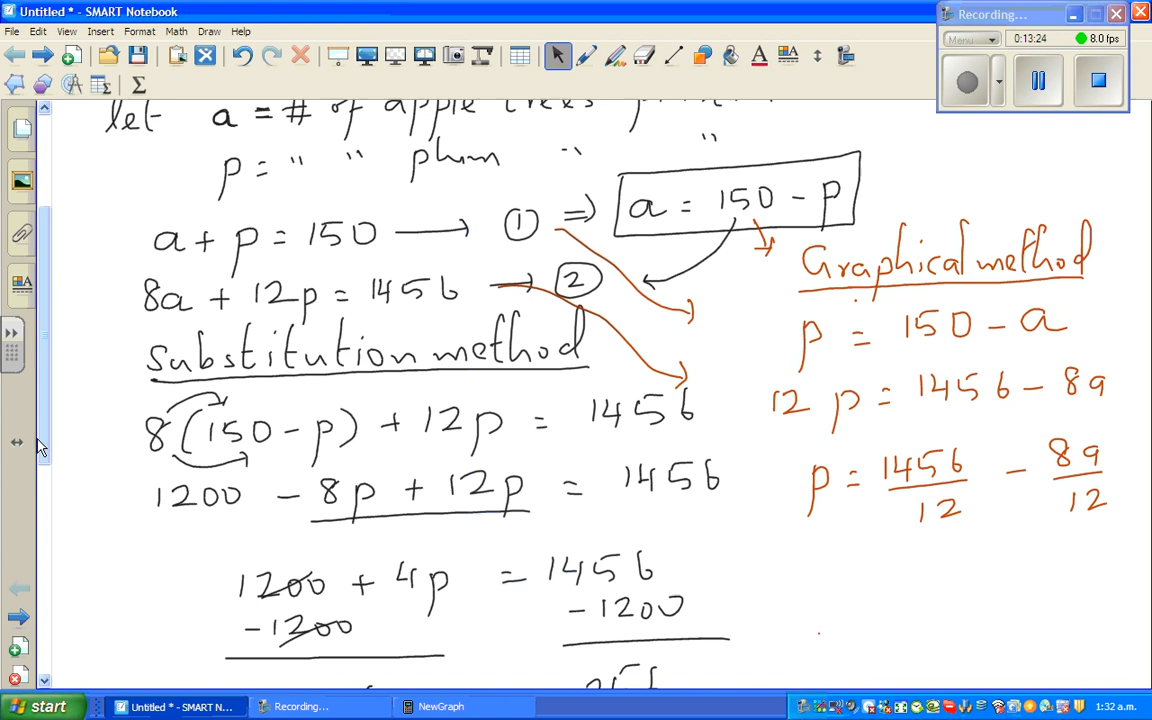 Untitled * - SMART Notebook
Recording...
File Edit View Insert Format Math Draw Help
Menu
0:13:24
8.0 fps
let a = # of apple trees
p = " " plum " "
a + p = 150 → ① ⇒ a = 150 - p
8a + 12p = 1456 → ②
Substitution method
8(150 - p) + 12p = 1456
1200 - 8p + 12p = 1456
1200 + 4p = 1456
-1200 -1200
Graphical method
p = 150 - a
12 p = 1456 - 8a
p = 1456/12 - 8a/12
start
Untitled * - SMART N...
Recording...
NewGraph
1:32 a.m.